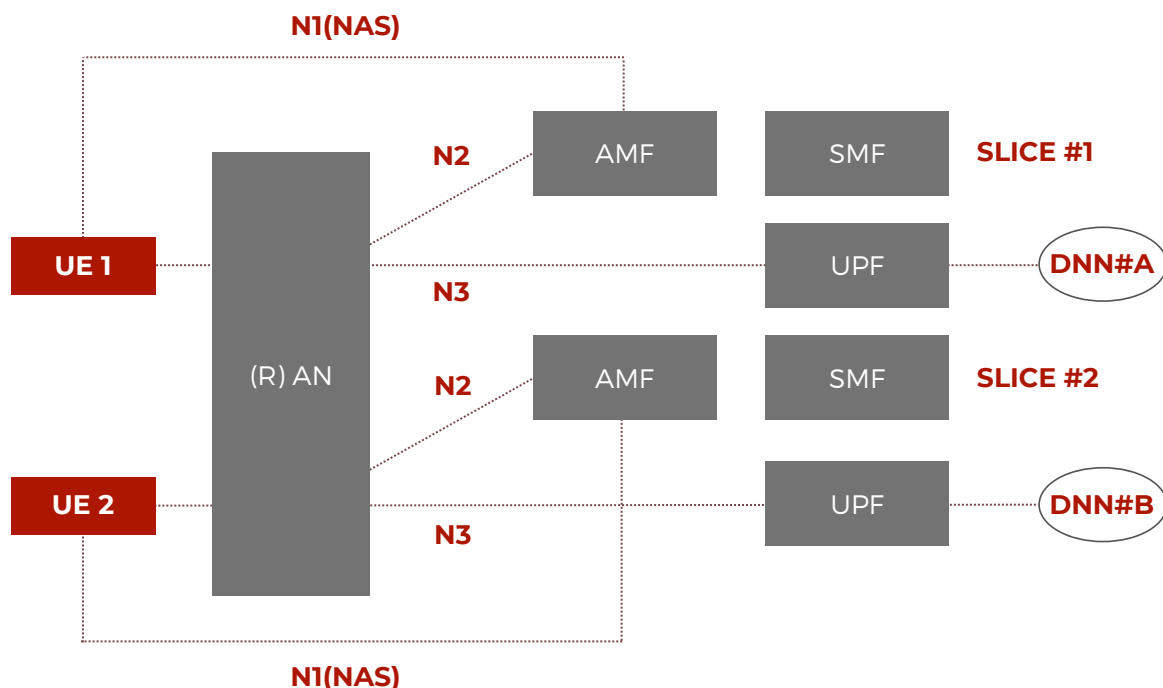 N1(NAS)
N2
AMF
SMF
SLICE #1
UE 1
N3
UPF
DNN#A
(R) AN
N2
AMF
SMF
SLICE #2
UE 2
N3
UPF
DNN#B
N1(NAS)